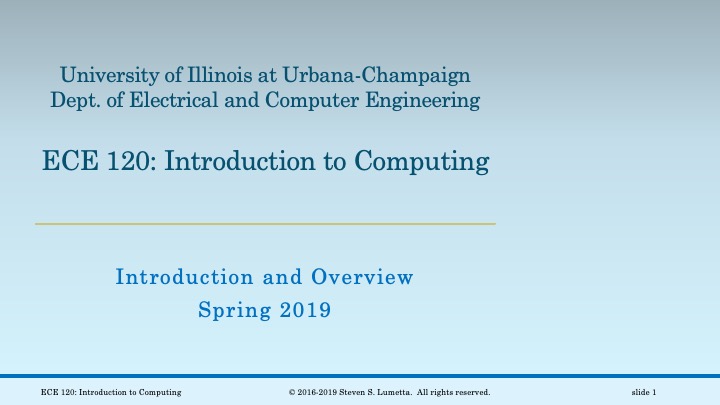 University of Illinois at Urbana-Champaign
Dept. of Electrical and Computer Engineering
ECE 120: Introduction to Computing
Introduction and Overview
Spring 2019
ECE 120: Introduction to Computing
© 2016-2019 Steven S. Lumetta.  All rights reserved.
slide 1